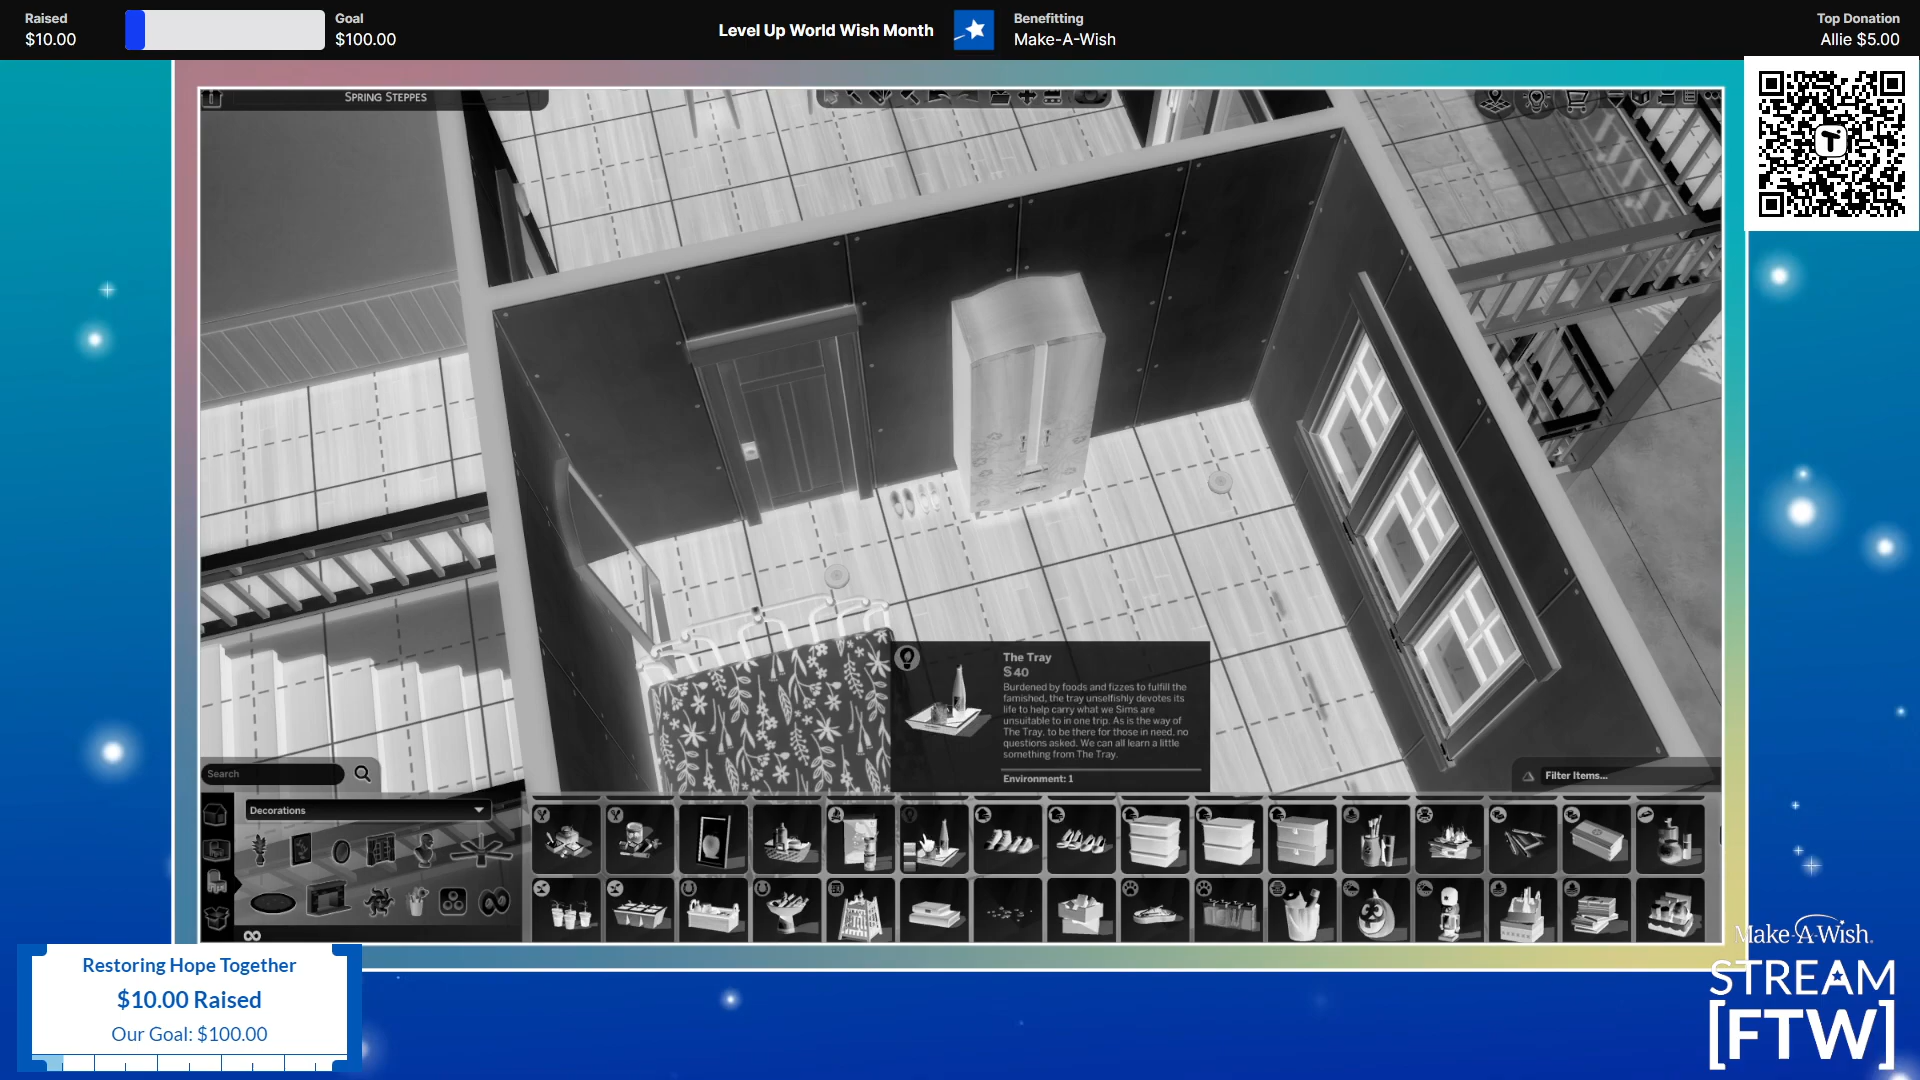 Raised
$10.00
Goal
$100.00
Level Up World Wish Month
Benefitting
Make-A-Wish
Top Donation
Allie $5.00
SPRING STEPPES
The Tray
§40
Burdened by foods and fizzes to fulfill the
famished, the tray unselfishly devotes its
life to help carry what we Sims are
unsuitable to in one trip. As is the way of
The Tray, to be there for those in need, no
questions asked. We can all learn a little
something from The Tray.
Environment: 1
Search
Filter Items...
Decorations
Restoring Hope Together
$10.00 Raised
Our Goal: $100.00
Make-A-Wish.
STREAM
[FTW]